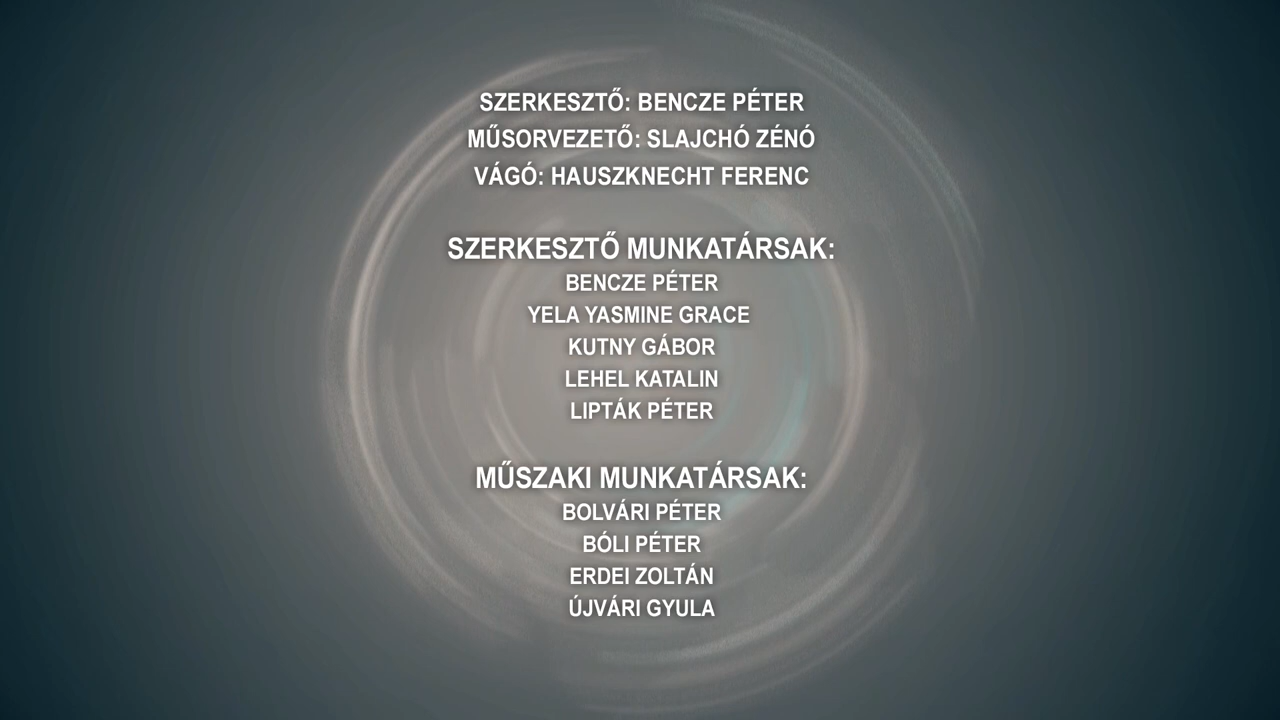 SZERKESZTŐ: BENCZE PÉTER
MŰSORVEZETŐ: SLAJCHÓ ZÉNÓ
VÁGÓ: HAUSZKNECHT FERENC
SZERKESZTŐ MUNKATÁRSAK:
BENCZE PÉTER
YELA YASMINE GRACE
KUTNY GÁBOR
LEHEL KATALIN
LIPTÁK PÉTER
MŰSZAKI MUNKATÁRSAK:
BOLVÁRI PÉTER
BÓLI PÉTER
ERDEI ZOLTÁN
ÚJVÁRI GYULA